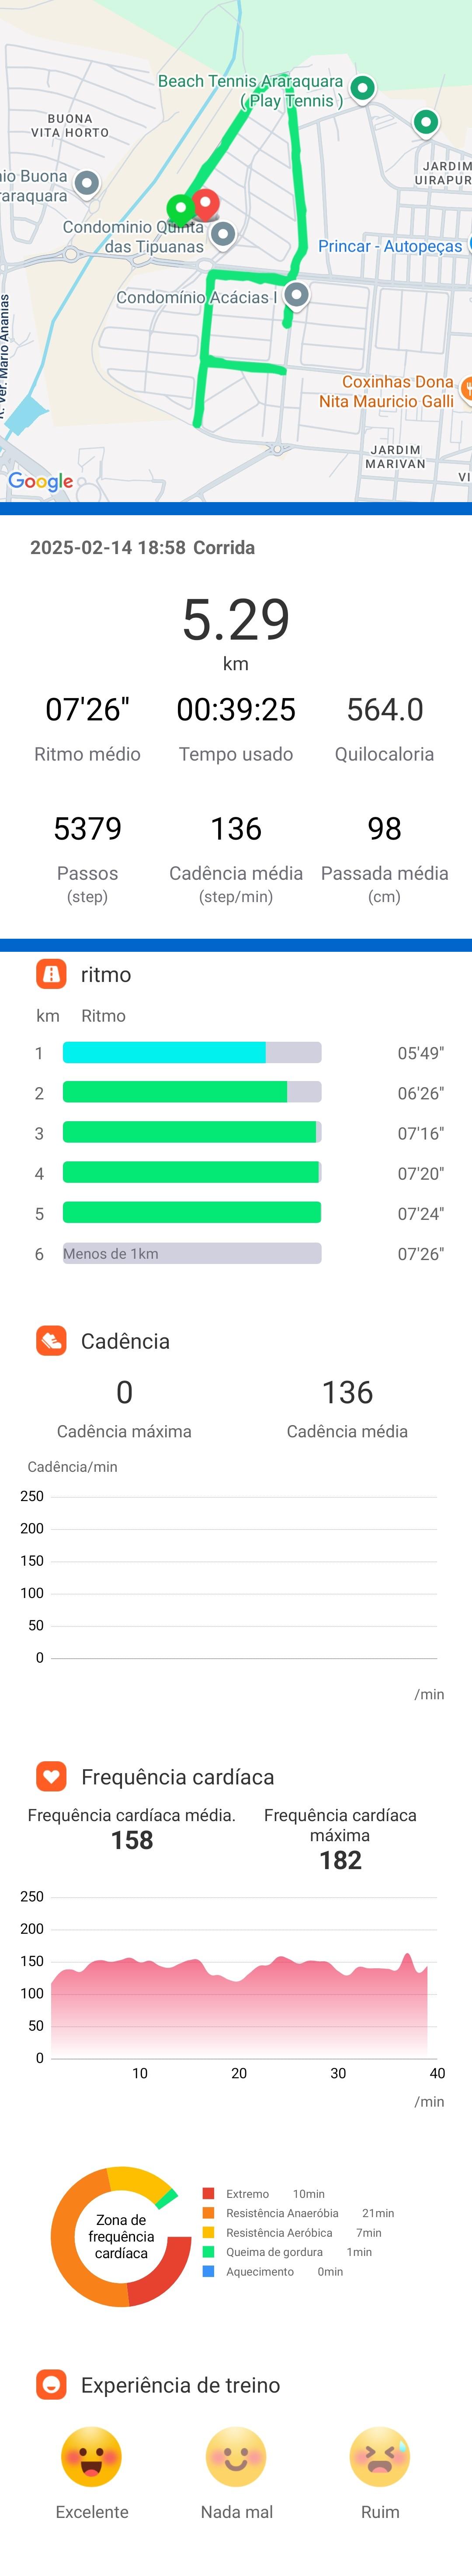 Beach Tennis Araraquara
( Play Tennis )
BUONA
VITA HORTO
JARDIM
UIRAPUR
io Buona
raraquara
Condominio Quinta
das Tipuanas
Princar - Autopeças
Condomínio Acácias I
R. Ver. Mario Ananias
Coxinhas Dona
Nita Mauricio Galli
JARDIM
MARIVAN
VI
Google
2025-02-14 18:58 Corrida
5.29
km
07'26" 00:39:25 564.0
Ritmo médio Tempo usado Quilocaloria
5379 136 98
Passos Cadência média Passada média
(step) (step/min) (cm)
ritmo
km Ritmo
1 05'49"
2 06'26"
3 07'16"
4 07'20"
5 07'24"
6 Menos de 1km 07'26"
Cadência
0 136
Cadência máxima Cadência média
Cadência/min
250
200
150
100
50
0
/min
Frequência cardíaca
Frequência cardíaca média.
158
Frequência cardíaca
máxima
182
250
200
150
100
50
0
10 20 30 40
/min
Zona de
frequência
cardíaca
Extremo 10min
Resistência Anaeróbia 21min
Resistência Aeróbica 7min
Queima de gordura 1min
Aquecimento 0min
Experiência de treino
Excelente Nada mal Ruim